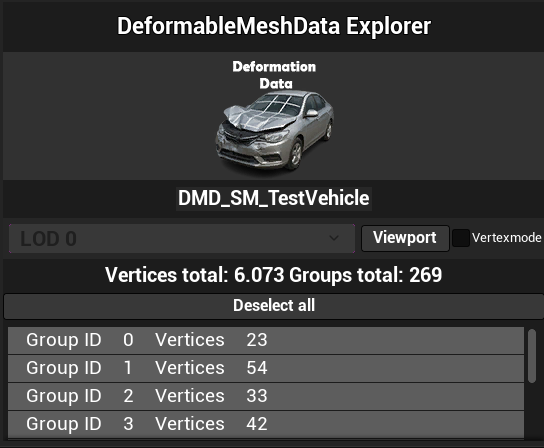 DeformableMeshData Explorer
Deformation
Data
DMD_SM_TestVehicle
LOD 0 Viewport Vertexmode
Vertices total: 6.073 Groups total: 269
Deselect all
Group ID 0 Vertices 23
Group ID 1 Vertices 54
Group ID 2 Vertices 33
Group ID 3 Vertices 42